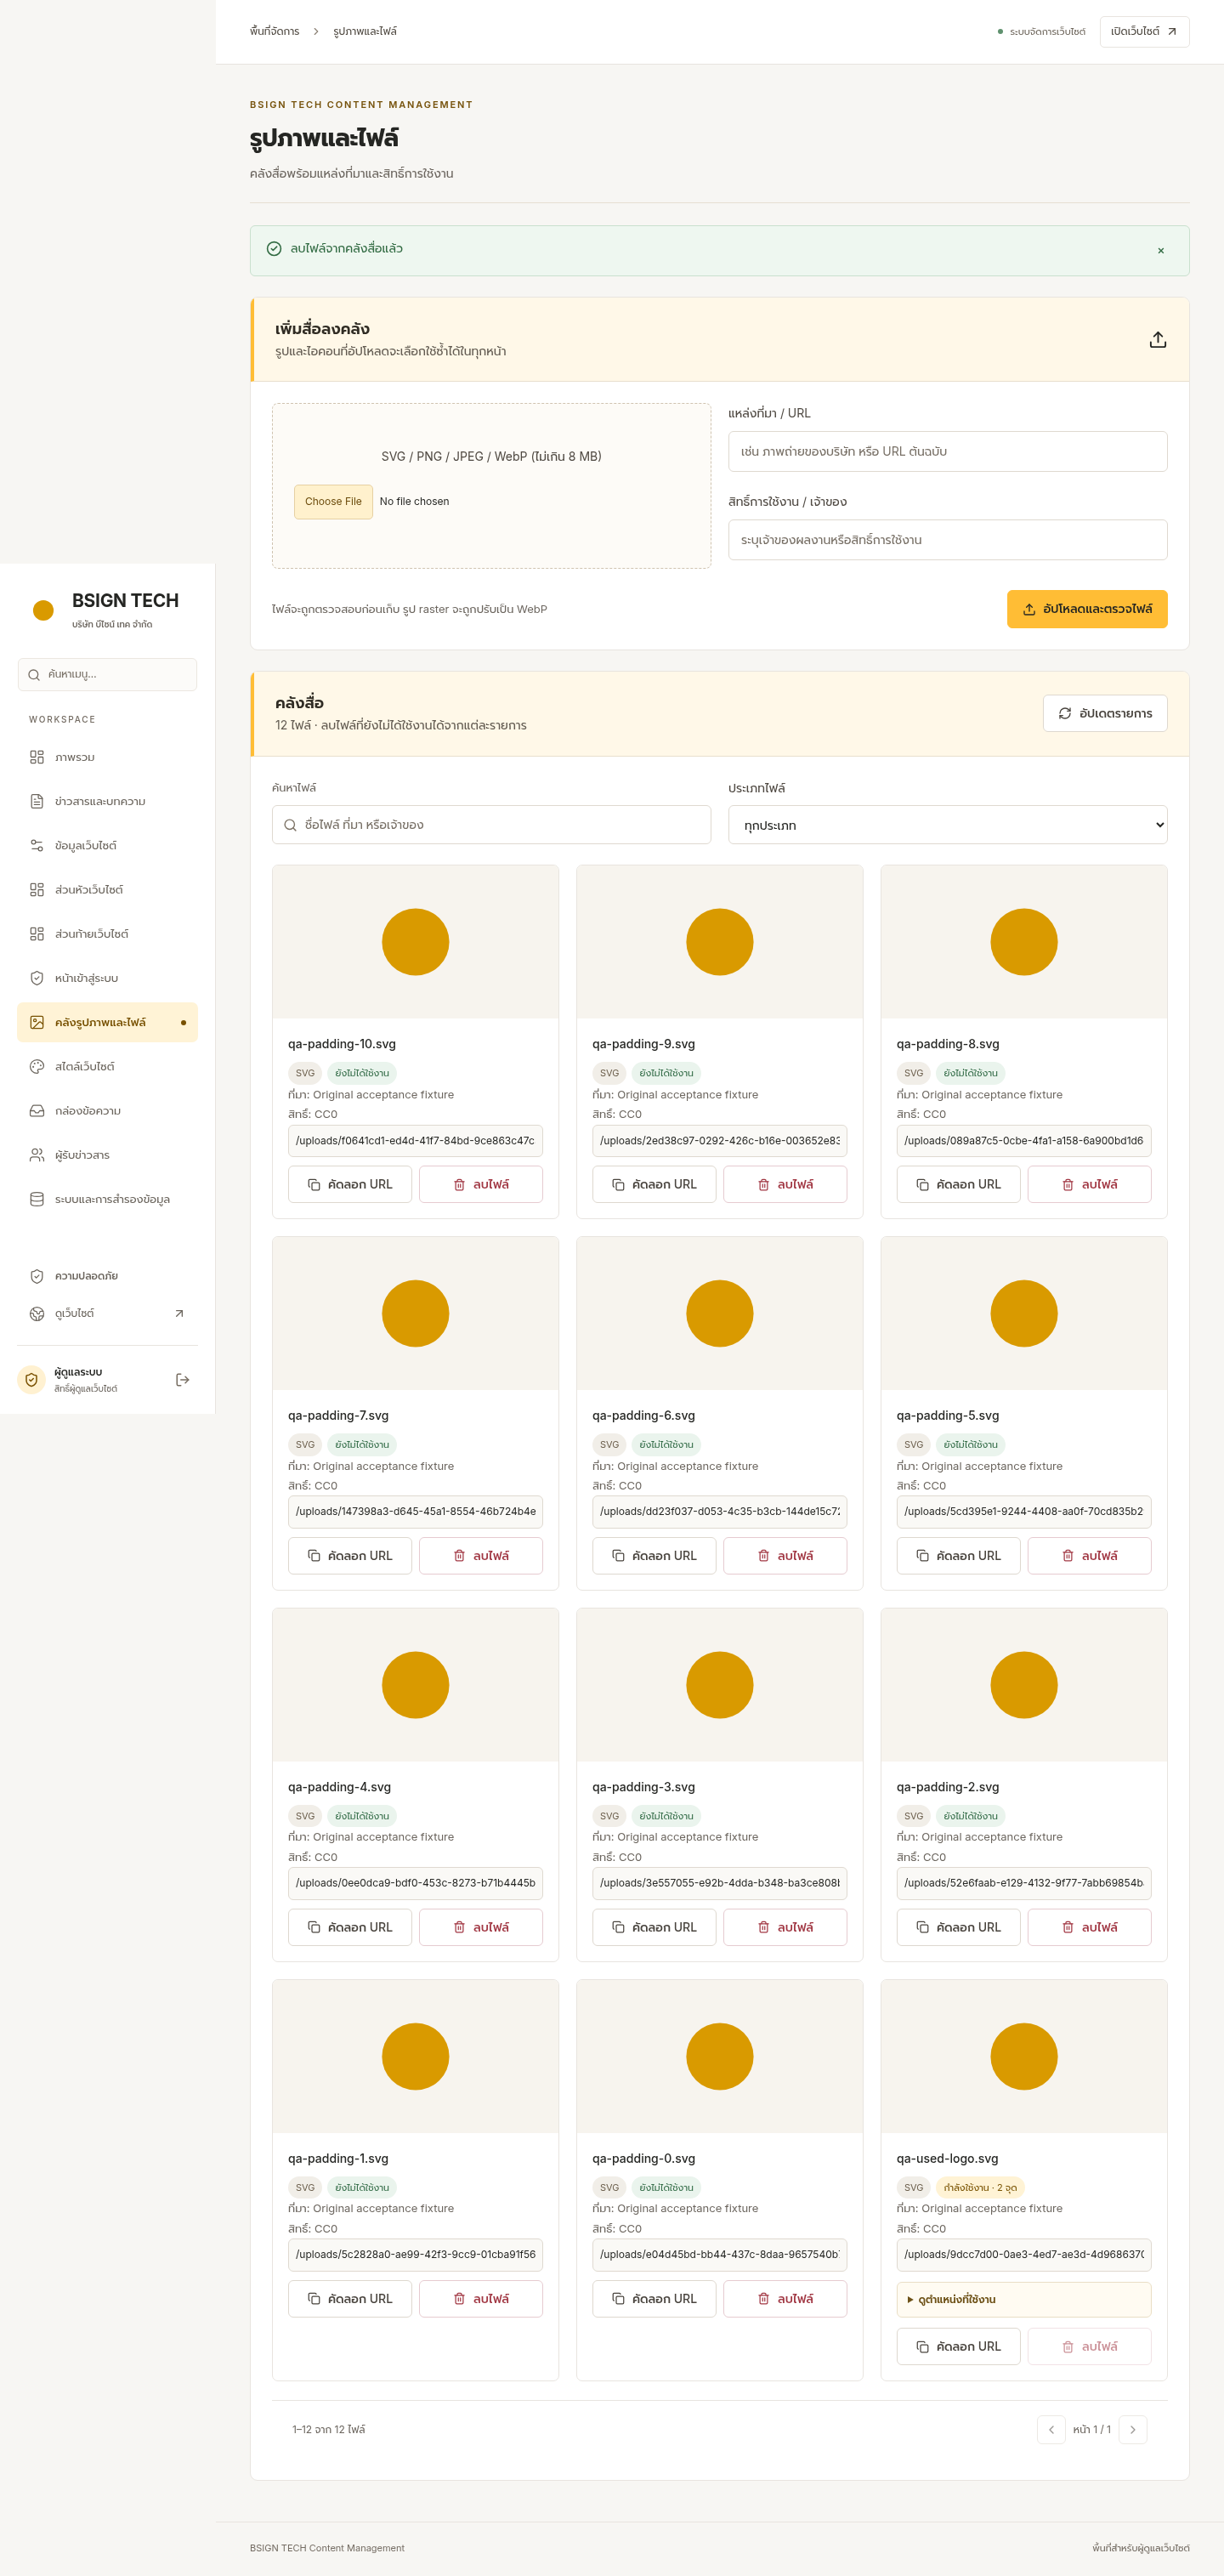 พื้นที่จัดการ
รูปภาพและไฟล์
ระบบจัดการเว็บไซต์
เปิดเว็บไซต์
BSIGN TECH CONTENT MANAGEMENT
รูปภาพและไฟล์
คลังสื่อพร้อมแหล่งที่มาและสิทธิ์การใช้งาน
ลบไฟล์จากคลังสื่อแล้ว
×
เพิ่มสื่อลงคลัง
รูปและไอคอนที่อัปโหลดจะเลือกใช้ซ้ำได้ในทุกหน้า
SVG / PNG / JPEG / WebP (ไม่เกิน 8 MB)
Choose File No file chosen
แหล่งที่มา / URL
เช่น ภาพถ่ายของบริษัท หรือ URL ต้นฉบับ
สิทธิ์การใช้งาน / เจ้าของ
ระบุเจ้าของผลงานหรือสิทธิ์การใช้งาน
ไฟล์จะถูกตรวจสอบก่อนเก็บ รูป raster จะถูกปรับเป็น WebP
อัปโหลดและตรวจไฟล์
BSIGN TECH
บริษัท บีไซน์ เทค จำกัด
ค้นหาเมนู...
WORKSPACE
ภาพรวม
ข่าวสารและบทความ
ข้อมูลเว็บไซต์
ส่วนหัวเว็บไซต์
ส่วนท้ายเว็บไซต์
หน้าเข้าสู่ระบบ
คลังรูปภาพและไฟล์
สไตล์เว็บไซต์
กล่องข้อความ
ผู้รับข่าวสาร
ระบบและการสำรองข้อมูล
ความปลอดภัย
ดูเว็บไซต์
ผู้ดูแลระบบ
สิทธิ์ผู้ดูแลเว็บไซต์
คลังสื่อ
12 ไฟล์ · ลบไฟล์ที่ยังไม่ได้ใช้งานได้จากแต่ละรายการ
อัปเดตรายการ
ค้นหาไฟล์
ชื่อไฟล์ ที่มา หรือเจ้าของ
ประเภทไฟล์
ทุกประเภท
qa-padding-10.svg
SVG ยังไม่ได้ใช้งาน
ที่มา: Original acceptance fixture
สิทธิ์: CC0
/uploads/f0641cd1-ed4d-41f7-84bd-9ce863c47c
คัดลอก URL ลบไฟล์
qa-padding-9.svg
SVG ยังไม่ได้ใช้งาน
ที่มา: Original acceptance fixture
สิทธิ์: CC0
/uploads/2ed38c97-0292-426c-b16e-003652e83
คัดลอก URL ลบไฟล์
qa-padding-8.svg
SVG ยังไม่ได้ใช้งาน
ที่มา: Original acceptance fixture
สิทธิ์: CC0
/uploads/089a87c5-0cbe-4fa1-a158-6a900bd1d6
คัดลอก URL ลบไฟล์
qa-padding-7.svg
SVG ยังไม่ได้ใช้งาน
ที่มา: Original acceptance fixture
สิทธิ์: CC0
/uploads/147398a3-d645-45a1-8554-46b724b4e
คัดลอก URL ลบไฟล์
qa-padding-6.svg
SVG ยังไม่ได้ใช้งาน
ที่มา: Original acceptance fixture
สิทธิ์: CC0
/uploads/dd23f037-d053-4c35-b3cb-144de15c72
คัดลอก URL ลบไฟล์
qa-padding-5.svg
SVG ยังไม่ได้ใช้งาน
ที่มา: Original acceptance fixture
สิทธิ์: CC0
/uploads/5cd395e1-9244-4408-aa0f-70cd835b2
คัดลอก URL ลบไฟล์
qa-padding-4.svg
SVG ยังไม่ได้ใช้งาน
ที่มา: Original acceptance fixture
สิทธิ์: CC0
/uploads/0ee0dca9-bdf0-453c-8273-b71b4445b
คัดลอก URL ลบไฟล์
qa-padding-3.svg
SVG ยังไม่ได้ใช้งาน
ที่มา: Original acceptance fixture
สิทธิ์: CC0
/uploads/3e557055-e92b-4dda-b348-ba3ce808b
คัดลอก URL ลบไฟล์
qa-padding-2.svg
SVG ยังไม่ได้ใช้งาน
ที่มา: Original acceptance fixture
สิทธิ์: CC0
/uploads/52e6faab-e129-4132-9f77-7abb69854b
คัดลอก URL ลบไฟล์
qa-padding-1.svg
SVG ยังไม่ได้ใช้งาน
ที่มา: Original acceptance fixture
สิทธิ์: CC0
/uploads/5c2828a0-ae99-42f3-9cc9-01cba91f56
คัดลอก URL ลบไฟล์
qa-padding-0.svg
SVG ยังไม่ได้ใช้งาน
ที่มา: Original acceptance fixture
สิทธิ์: CC0
/uploads/e04d45bd-bb44-437c-8daa-9657540b
คัดลอก URL ลบไฟล์
qa-used-logo.svg
SVG กำลังใช้งาน · 2 จุด
ที่มา: Original acceptance fixture
สิทธิ์: CC0
/uploads/9dcc7d00-0ae3-4ed7-ae3d-4d9686370
ดูตำแหน่งที่ใช้งาน
คัดลอก URL ลบไฟล์
1–12 จาก 12 ไฟล์
หน้า 1 / 1
BSIGN TECH Content Management
พื้นที่สำหรับผู้ดูแลเว็บไซต์